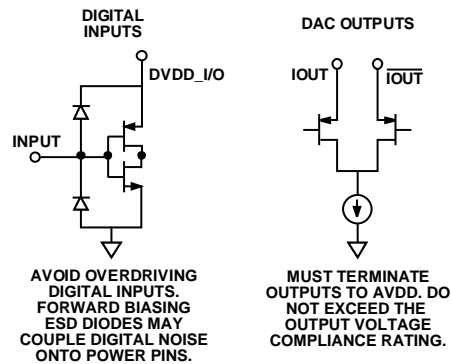 DIGITAL
INPUTS
DVDD_I/O
INPUT
AVOID OVERDRIVING
DIGITAL INPUTS.
FORWARD BIASING
ESD DIODES MAY
COUPLE DIGITAL NOISE
ONTO POWER PINS.
DAC OUTPUTS
IOUT
IOUT
MUST TERMINATE
OUTPUTS TO AVDD. DO
NOT EXCEED THE
OUTPUT VOLTAGE
COMPLIANCE RATING.